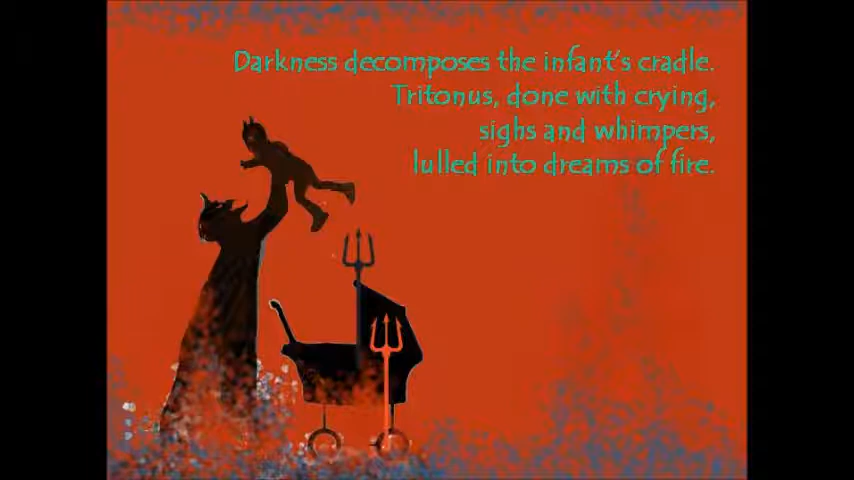 Darkness decomposes the infant's cradle.
Tritonus, done with crying,
sighs and whimpers,
lulled into dreams of fire.